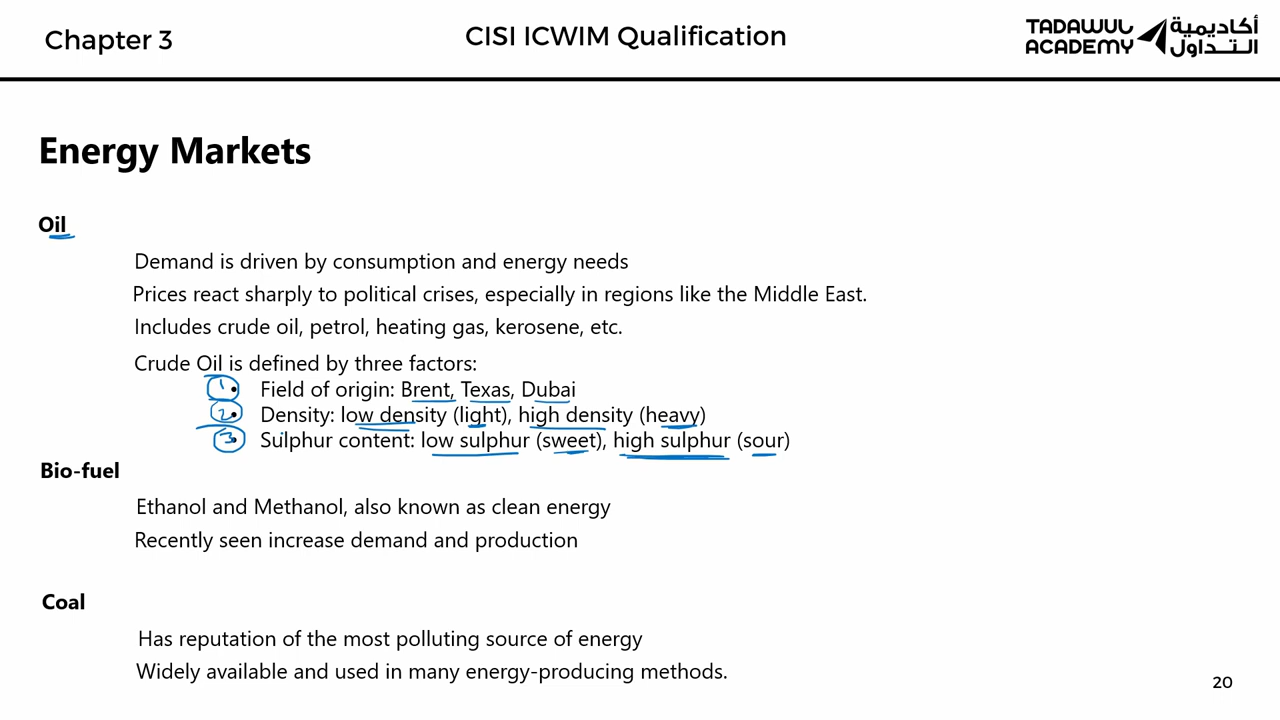 Chapter 3
CISI ICWIM Qualification
TADAWUL أكاديمية
ACADEMY التداول
Energy Markets
Oil
Demand is driven by consumption and energy needs
Prices react sharply to political crises, especially in regions like the Middle East.
Includes crude oil, petrol, heating gas, kerosene, etc.
Crude Oil is defined by three factors:
1 • Field of origin: Brent, Texas, Dubai
2 • Density: low density (light), high density (heavy)
3 • Sulphur content: low sulphur (sweet), high sulphur (sour)
Bio-fuel
Ethanol and Methanol, also known as clean energy
Recently seen increase demand and production
Coal
Has reputation of the most polluting source of energy
Widely available and used in many energy-producing methods.
20